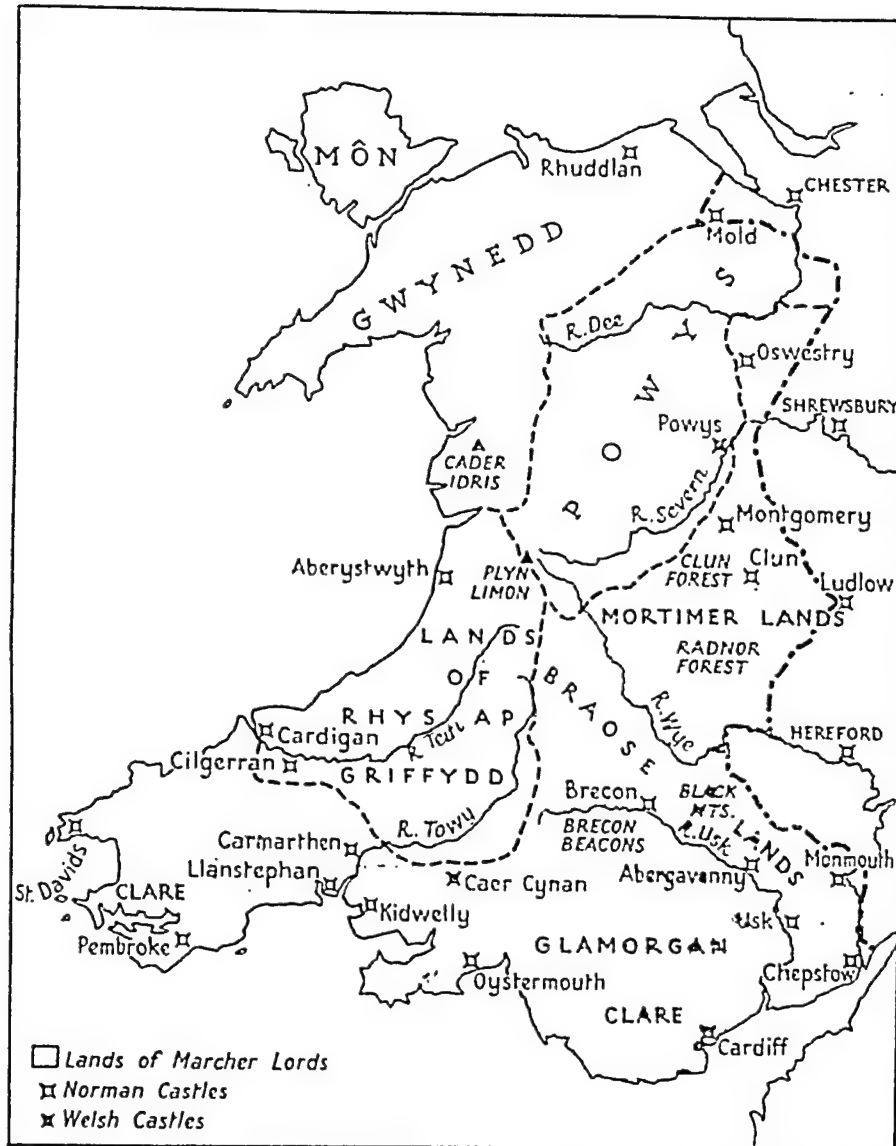 MÔN
Rhuddlan
CHESTER
Mold
GWYNEDD
R. Dee
POWYS
Oswestry
SHREWSBURY
Powys
CADER
IDRIS
R. Severn
Montgomery
Aberystwyth
PLYN
LIMON
CLUN
FOREST
Clun
Ludlow
MORTIMER LANDS
RADNOR
FOREST
LANDS
OF
RHYS AP
GRIFFYDD
R. Teifi
BRAOSE
LANDS
R. Wye
HEREFORD
Cardigan
Cilgerran
Brecon
BLACK
MTS.
R. Towy
BRECON
BEACONS
R. Usk
Carmarthen
Abergavenny
Monmouth
St. Davids
Llanstephan
CLARE
Caer Cynan
Kidwelly
Usk
Pembroke
GLAMORGAN
Oystermouth
Chepstow
CLARE
Cardiff
Lands of Marcher Lords
Norman Castles
Welsh Castles